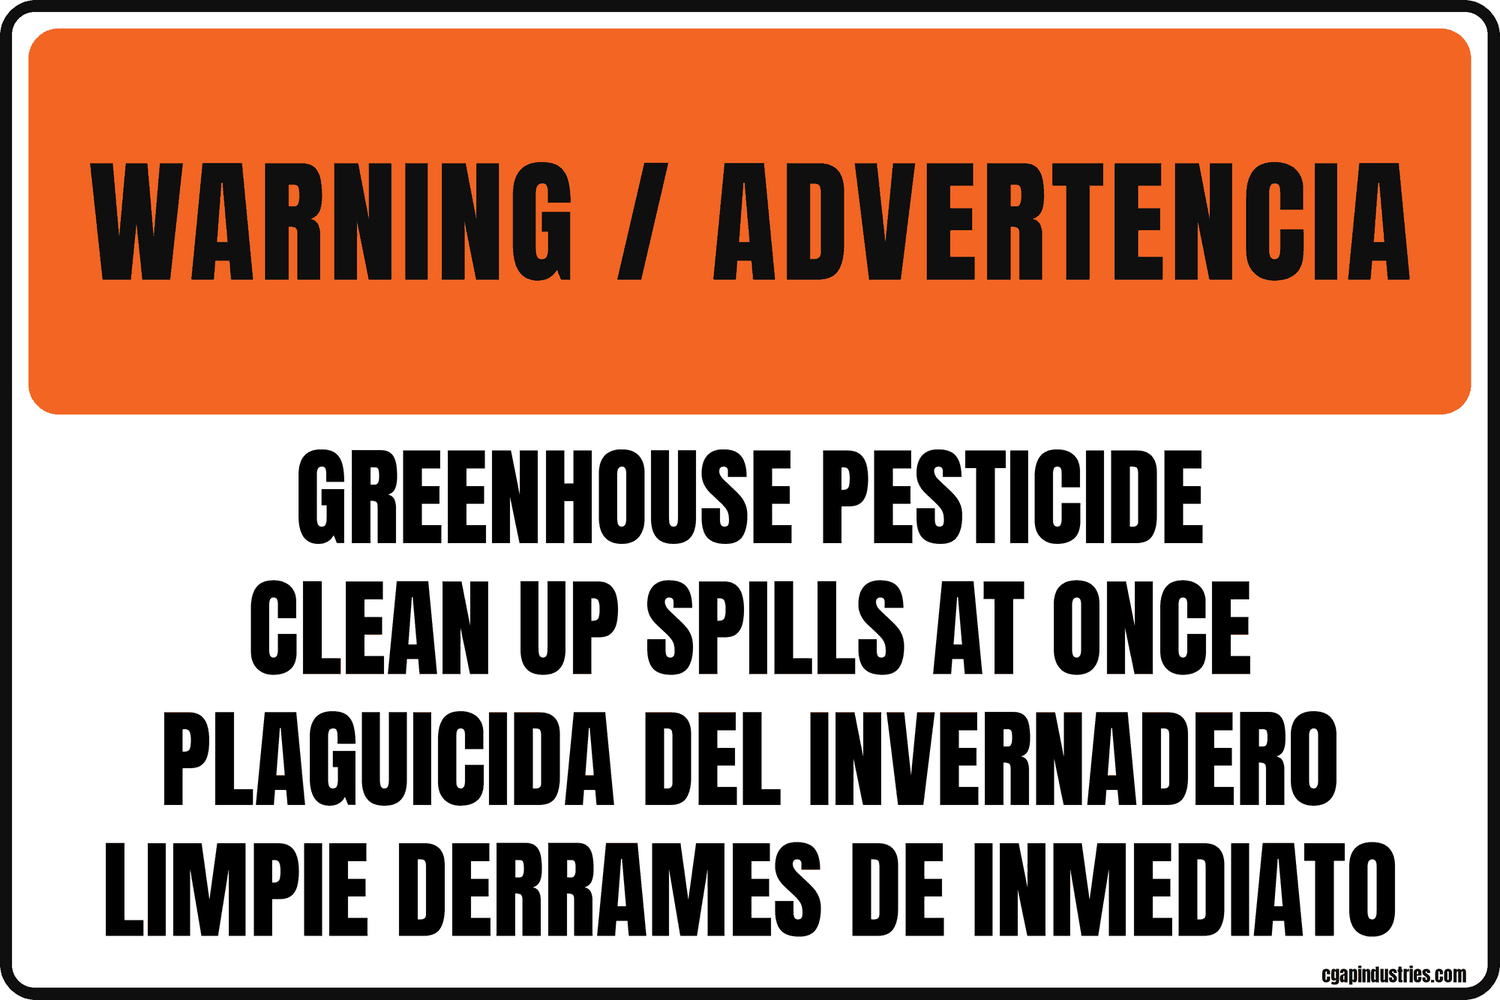 WARNING / ADVERTENCIA
GREENHOUSE PESTICIDE
CLEAN UP SPILLS AT ONCE
PLAGUICIDA DEL INVERNADERO
LIMPIE DERRAMES DE INMEDIATO
cgapindustries.com